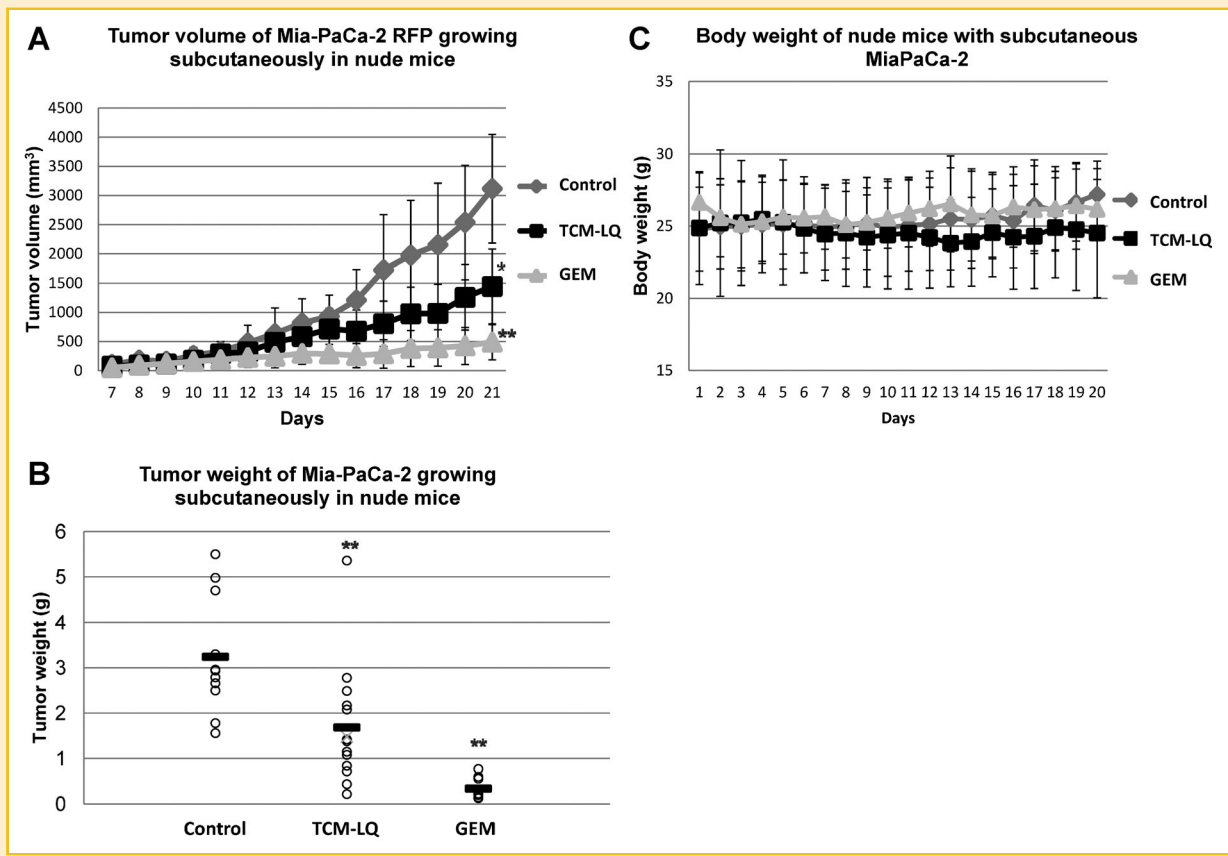 A
Tumor volume of Mia-PaCa-2 RFP growing
subcutaneously in nude mice
Tumor volume (mm³)
4500
4000
3500
3000
2500
2000
1500
1000
500
0
7 8 9 10 11 12 13 14 15 16 17 18 19 20 21
Days
*
**
Control
TCM-LQ
GEM
C
Body weight of nude mice with subcutaneous
MiaPaCa-2
Body weight (g)
35
30
25
20
15
1 2 3 4 5 6 7 8 9 10 11 12 13 14 15 16 17 18 19 20
Days
Control
TCM-LQ
GEM
B
Tumor weight of Mia-PaCa-2 growing
subcutaneously in nude mice
Tumor weight (g)
6
5
4
3
2
1
0
**
**
Control TCM-LQ GEM